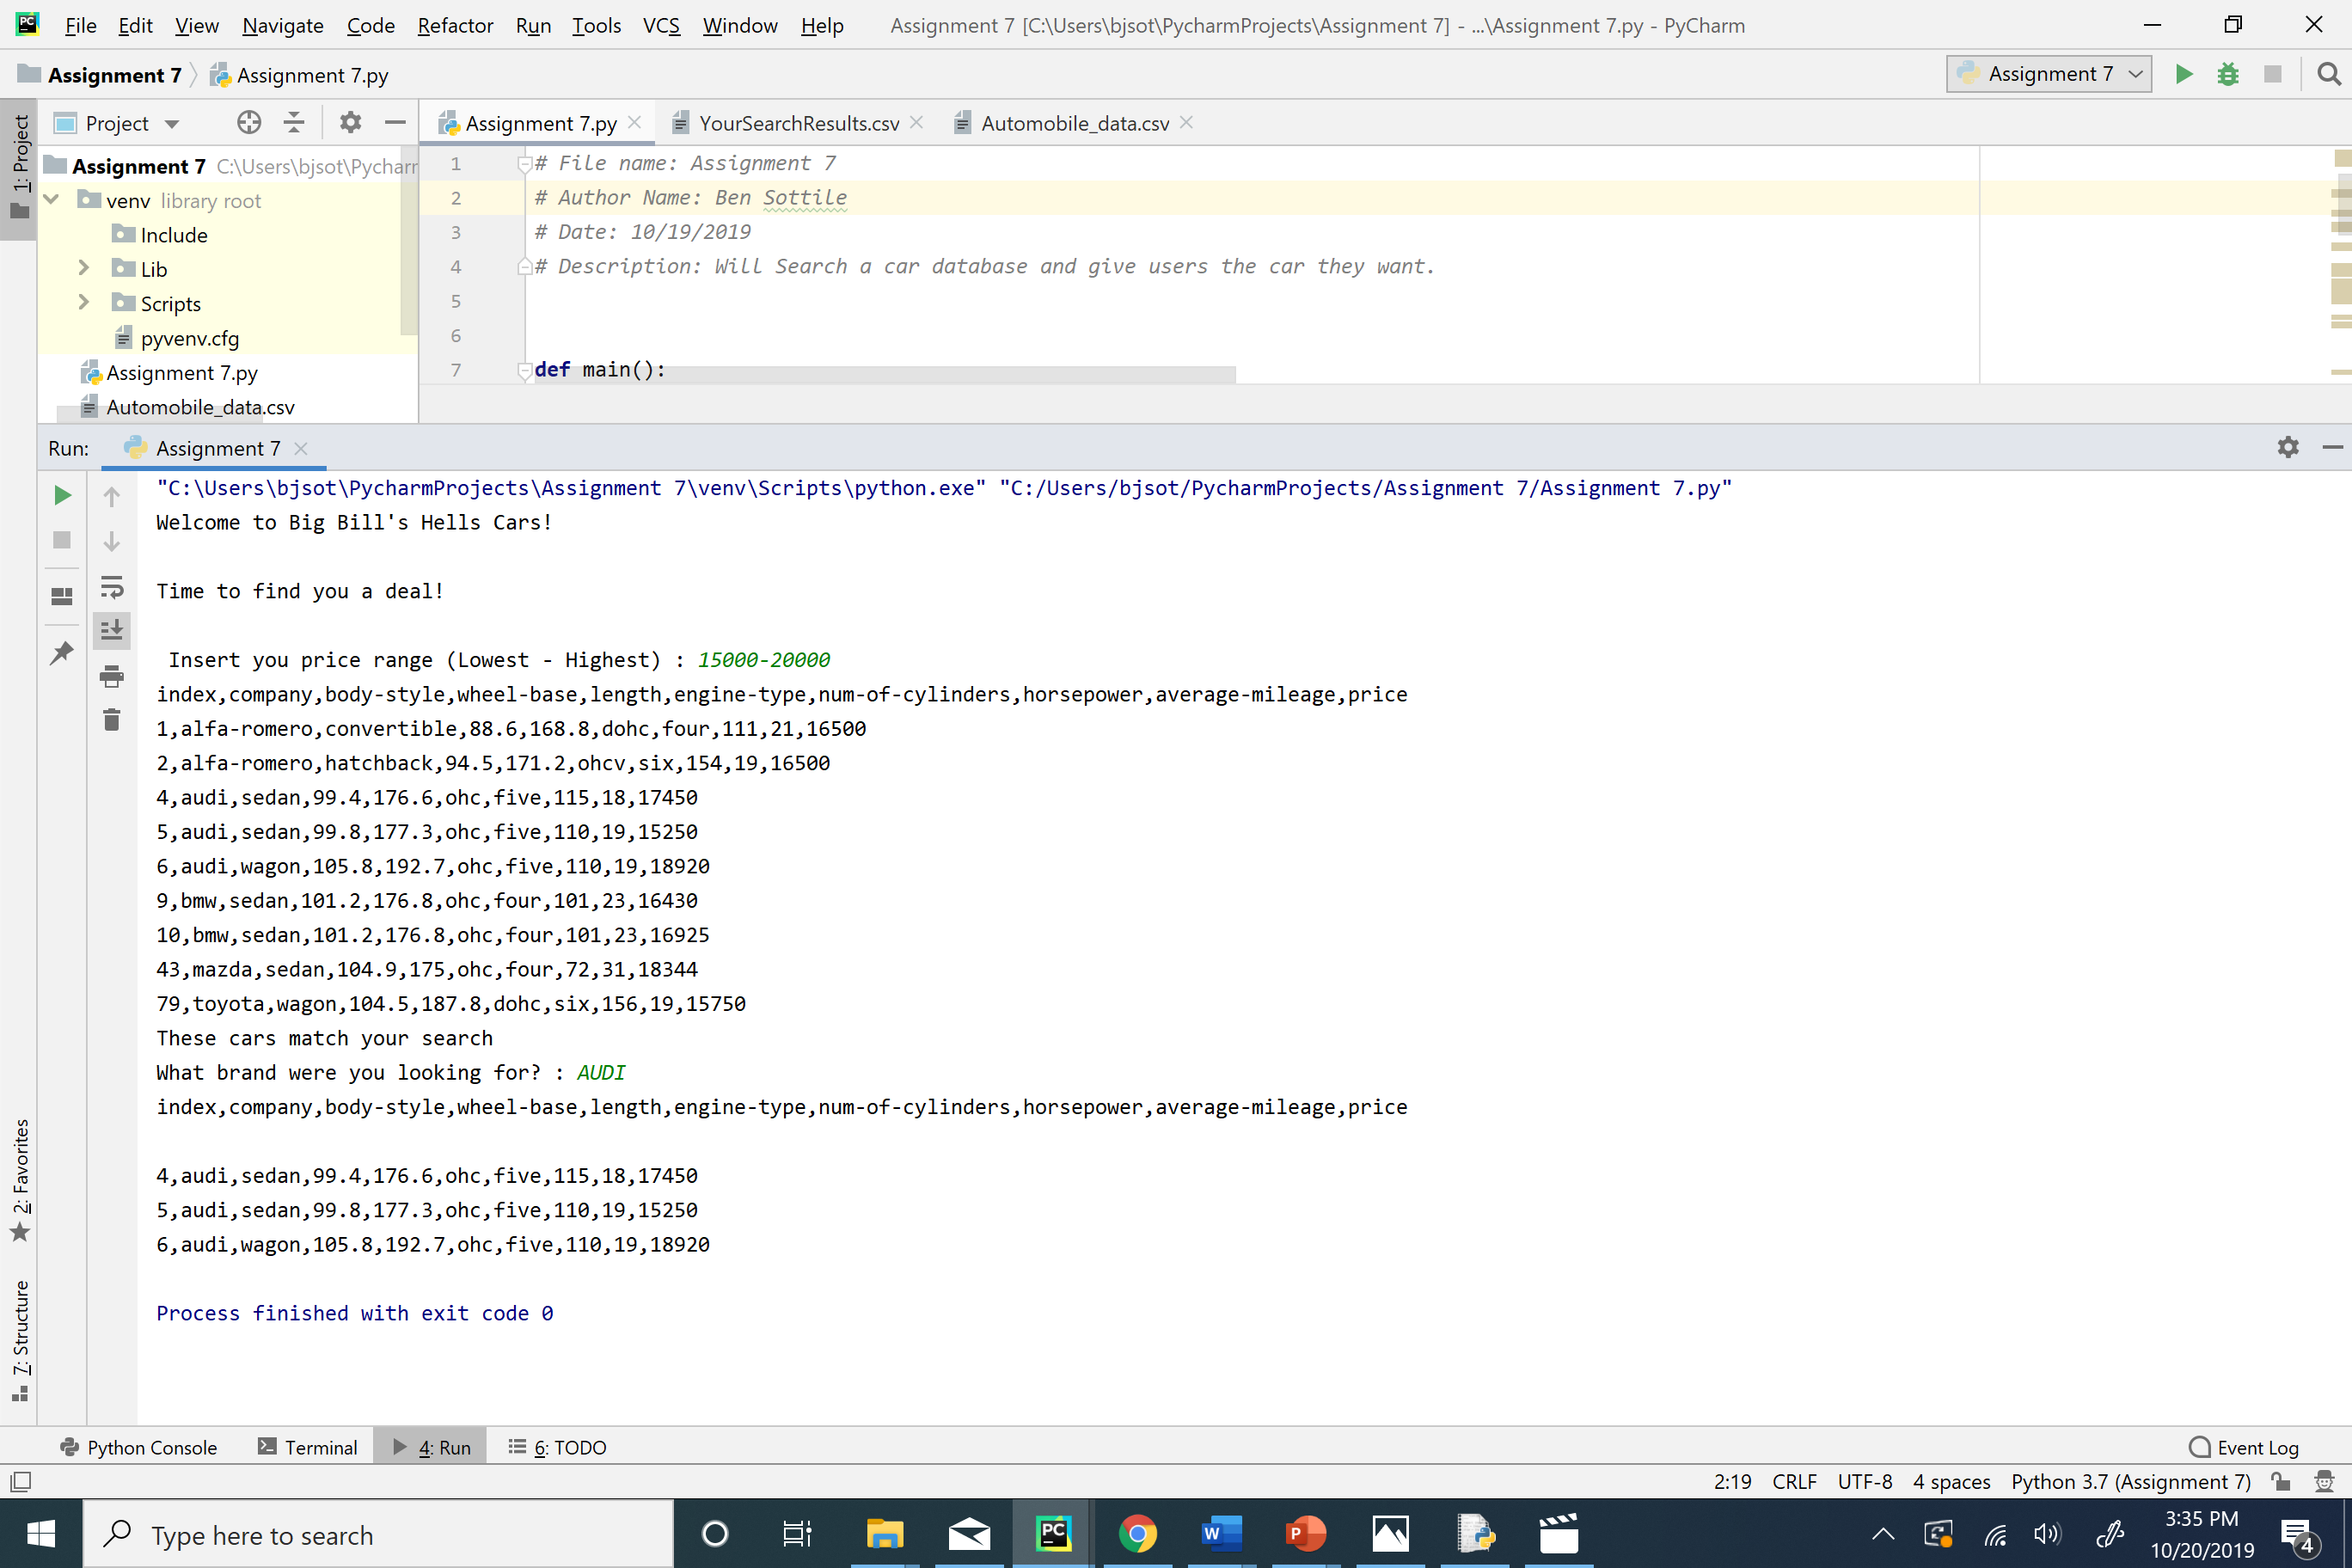 File Edit View Navigate Code Refactor Run Tools VCS Window Help Assignment 7 [C:\Users\bjsot\PycharmProjects\Assignment 7] - ...\Assignment 7.py - PyCharm
Assignment 7 Assignment 7.py Assignment 7
Project Assignment 7.py YourSearchResults.csv Automobile_data.csv
1: Project
Assignment 7 C:\Users\bjsot\Pychar
venv library root
Include
Lib
Scripts
pyvenv.cfg
Assignment 7.py
Automobile_data.csv
1 # File name: Assignment 7
2 # Author Name: Ben Sottile
3 # Date: 10/19/2019
4 # Description: Will Search a car database and give users the car they want.
5
6
7 def main():
Run: Assignment 7
"C:\Users\bjsot\PycharmProjects\Assignment 7\venv\Scripts\python.exe" "C:/Users/bjsot/PycharmProjects/Assignment 7/Assignment 7.py"
Welcome to Big Bill's Hells Cars!
Time to find you a deal!
Insert you price range (Lowest - Highest) : 15000-20000
index,company,body-style,wheel-base,length,engine-type,num-of-cylinders,horsepower,average-mileage,price
1,alfa-romero,convertible,88.6,168.8,dohc,four,111,21,16500
2,alfa-romero,hatchback,94.5,171.2,ohcv,six,154,19,16500
4,audi,sedan,99.4,176.6,ohc,five,115,18,17450
5,audi,sedan,99.8,177.3,ohc,five,110,19,15250
6,audi,wagon,105.8,192.7,ohc,five,110,19,18920
9,bmw,sedan,101.2,176.8,ohc,four,101,23,16430
10,bmw,sedan,101.2,176.8,ohc,four,101,23,16925
43,mazda,sedan,104.9,175,ohc,four,72,31,18344
79,toyota,wagon,104.5,187.8,dohc,six,156,19,15750
These cars match your search
What brand were you looking for? : AUDI
index,company,body-style,wheel-base,length,engine-type,num-of-cylinders,horsepower,average-mileage,price
4,audi,sedan,99.4,176.6,ohc,five,115,18,17450
5,audi,sedan,99.8,177.3,ohc,five,110,19,15250
6,audi,wagon,105.8,192.7,ohc,five,110,19,18920
Process finished with exit code 0
2: Favorites
7: Structure
Python Console Terminal 4: Run 6: TODO Event Log
2:19 CRLF UTF-8 4 spaces Python 3.7 (Assignment 7)
Type here to search
3:35 PM
10/20/2019
4